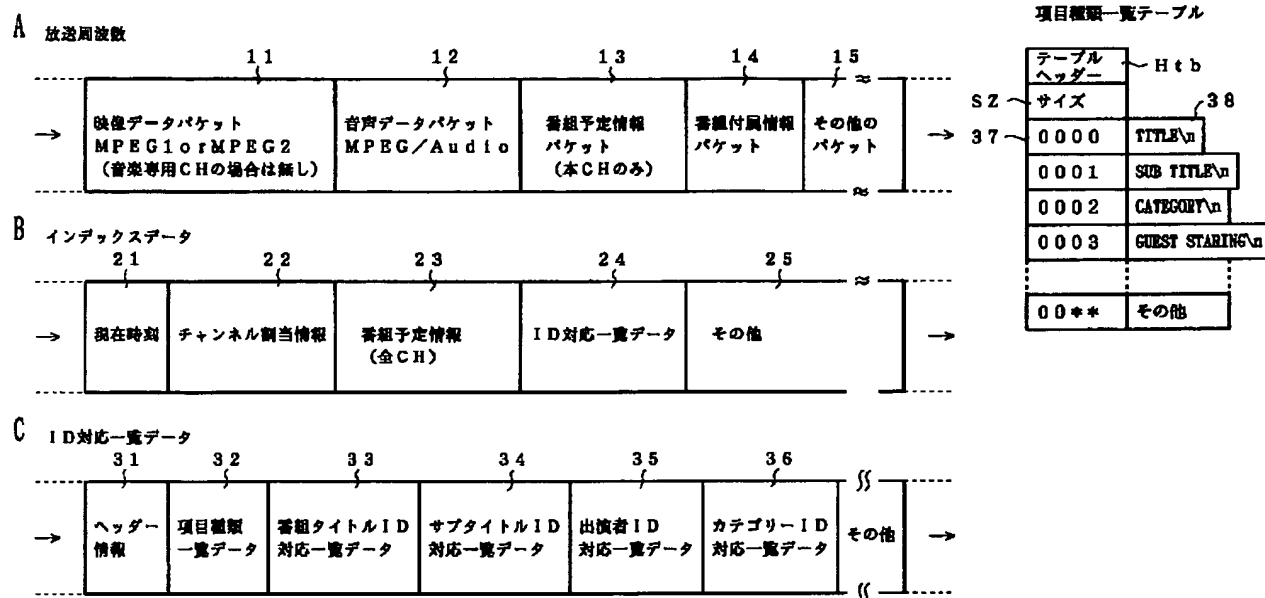 A 放送周波数
11 12 13 14 15
映像データパケット
MPEG1orMPEG2
(音楽専用CHの場合は無し)
音声データパケット
MPEG/Audio
番組予定情報
パケット
(本CHのみ)
番組付属情報
パケット
その他の
パケット
B インデックスデータ
21 22 23 24 25
現在時刻
チャンネル割当情報
番組予定情報
(全CH)
ID対応一覧データ
その他
C ID対応一覧データ
31 32 33 34 35 36
ヘッダー
情報
項目種類
一覧データ
番組タイトルID
対応一覧データ
サブタイトルID
対応一覧データ
出演者ID
対応一覧データ
カテゴリーID
対応一覧データ
その他
項目種類一覧テーブル
テーブル
ヘッダー
Htb
SZ サイズ
38
37 0000 TITLE\n
0001 SUB TITLE\n
0002 CATEGORY\n
0003 GUEST STARING\n
00** その他